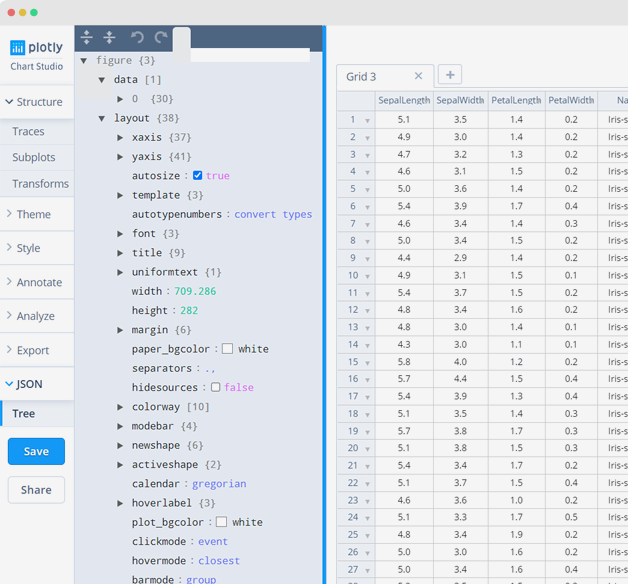 plotly
Chart Studio
Structure
Traces
Subplots
Transforms
Theme
Style
Annotate
Analyze
Export
JSON
Tree
Save
Share
figure {3}
data [1]
0 {30}
layout {38}
xaxis {37}
yaxis {41}
autosize : true
template {3}
autotypenumbers : convert types
font {3}
title {9}
uniformtext {1}
width : 709.286
height : 282
margin {6}
paper_bgcolor : white
separators : .,
hidesources : false
colorway [10]
modebar {4}
newshape {6}
activeshape {2}
calendar : gregorian
hoverlabel {3}
plot_bgcolor : white
clickmode : event
hovermode : closest
barmode : group
Grid 3 × +
SepalLength SepalWidth PetalLength PetalWidth Na
1 5.1 3.5 1.4 0.2 Iris-s
2 4.9 3.0 1.4 0.2 Iris-s
3 4.7 3.2 1.3 0.2 Iris-s
4 4.6 3.1 1.5 0.2 Iris-s
5 5.0 3.6 1.4 0.2 Iris-s
6 5.4 3.9 1.7 0.4 Iris-s
7 4.6 3.4 1.4 0.3 Iris-s
8 5.0 3.4 1.5 0.2 Iris-s
9 4.4 2.9 1.4 0.2 Iris-s
10 4.9 3.1 1.5 0.1 Iris-s
11 5.4 3.7 1.5 0.2 Iris-s
12 4.8 3.4 1.6 0.2 Iris-s
13 4.8 3.0 1.4 0.1 Iris-s
14 4.3 3.0 1.1 0.1 Iris-s
15 5.8 4.0 1.2 0.2 Iris-s
16 5.7 4.4 1.5 0.4 Iris-s
17 5.4 3.9 1.3 0.4 Iris-s
18 5.1 3.5 1.4 0.3 Iris-s
19 5.7 3.8 1.7 0.3 Iris-s
20 5.1 3.8 1.5 0.3 Iris-s
21 5.4 3.4 1.7 0.2 Iris-s
22 5.1 3.7 1.5 0.4 Iris-s
23 4.6 3.6 1.0 0.2 Iris-s
24 5.1 3.3 1.7 0.5 Iris-s
25 4.8 3.4 1.9 0.2 Iris-s
26 5.0 3.0 1.6 0.2 Iris-s
27 5.0 3.4 1.6 0.4 Iris-s